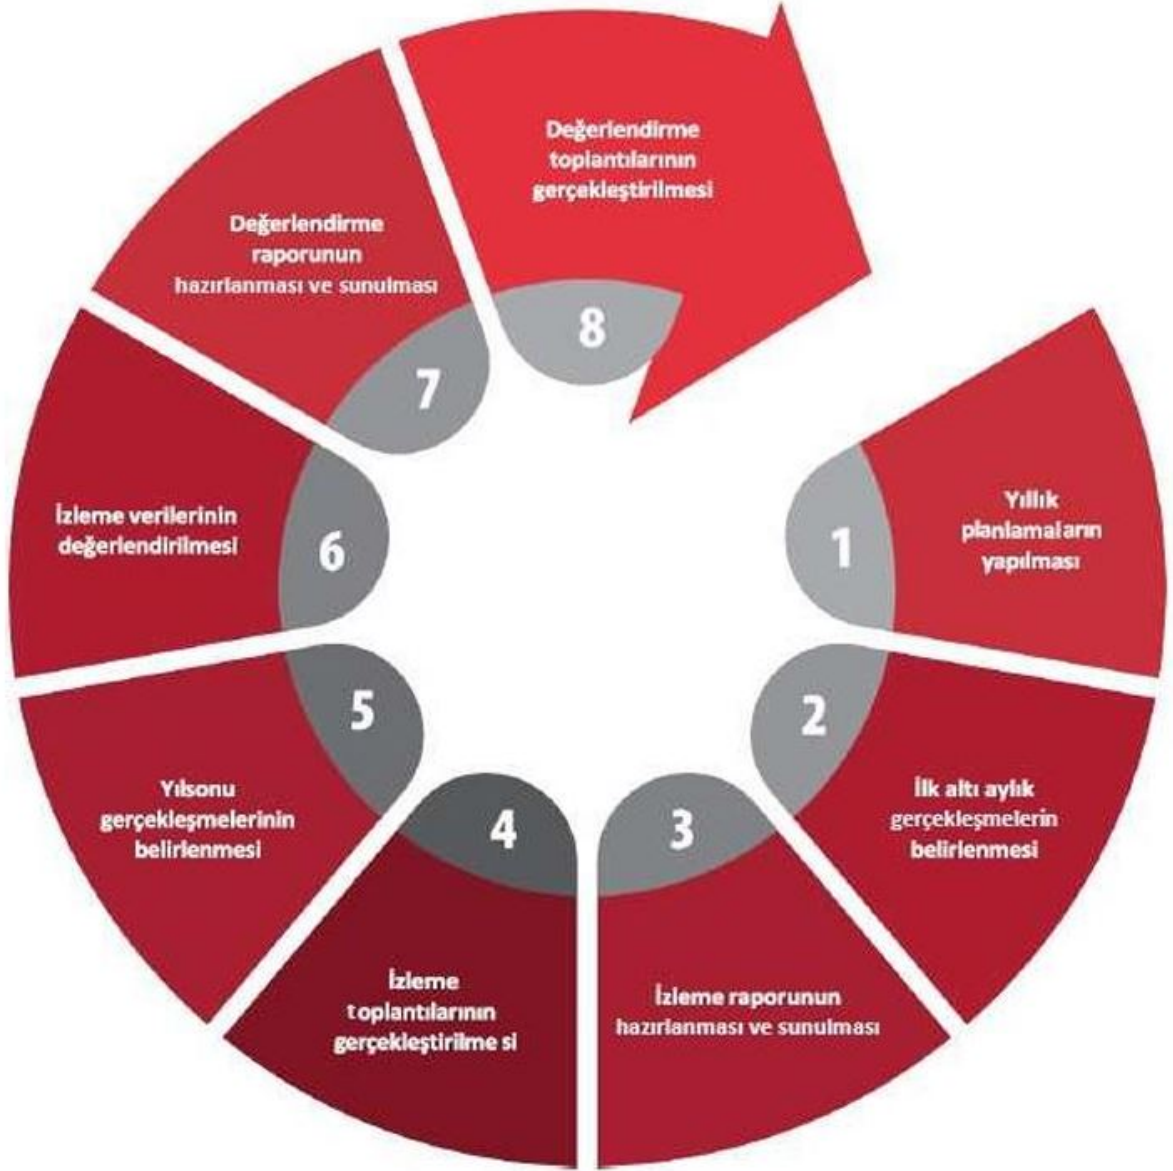 1
Yıllık
planlamaların
yapılması
2
İlk altı aylık
gerçekleşmelerin
belirlenmesi
3
İzleme raporunun
hazırlanması ve sunulması
4
İzleme
toplantılarının
gerçekleştirilme si
5
Yılsonu
gerçekleşmelerinin
belirlenmesi
6
İzleme verilerinin
değerlendirilmesi
7
Değerlendirme
raporunun
hazırlanması ve sunulması
8
Değerlendirme
toplantılarının
gerçekleştirilmesi